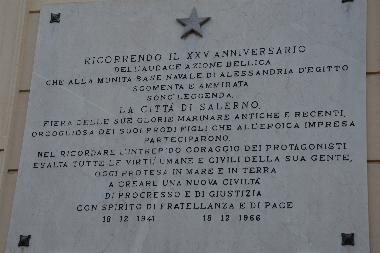 RICORRENDO IL XXV ANNIVERSARIO
DELL'AUDACE AZIONE BELLICA
CHE ALLA MUNITA BASE NAVALE DI ALESSANDRIA D'EGITTO
SGOMENTA E AMMIRATA
SONO LEGGENDA,
LA CITTÀ DI SALERNO,
FIERA DELLE SUE GLORIE MARINARE ANTICHE E RECENTI,
ORGOGLIOSA DEI SUOI PRODI FIGLI CHE ALL'EPICA IMPRESA
PARTECIPARONO,
NEL RICORDARE L'INTREPIDO CORAGGIO DEI PROTAGONISTI
ESALTA TUTTE LE VIRTÙ UMANE E CIVILI DELLA SUA GENTE,
OGGI PROTESA IN MARE E IN TERRA
A CREARE UNA NUOVA CIVILTÀ
DI PROGRESSO E DI GIUSTIZIA
CON SPIRITO DI FRATELLANZA E DI PACE
18 12 1941 18 12 1966